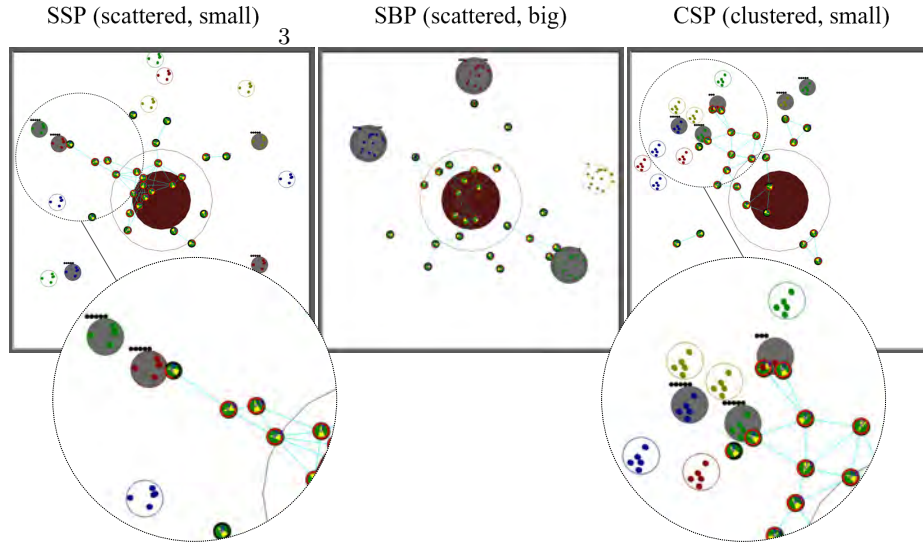 SSP (scattered, small)
SBP (scattered, big)
CSP (clustered, small)
3